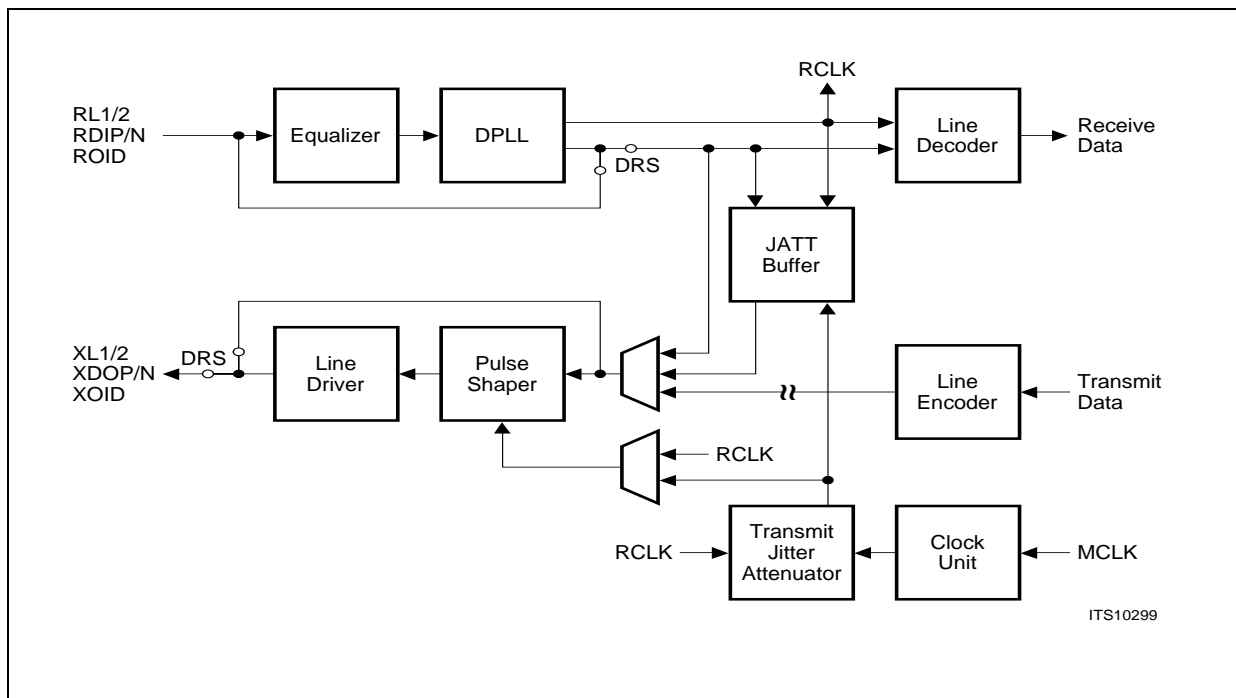 RCLK
RL1/2
RDIP/N
ROID
Equalizer
DPLL
DRS
Line
Decoder
Receive
Data
JATT
Buffer
XL1/2
XDOP/N
XOID
DRS
Line
Driver
Pulse
Shaper
Line
Encoder
Transmit
Data
RCLK
RCLK
Transmit
Jitter
Attenuator
Clock
Unit
MCLK
ITS10299